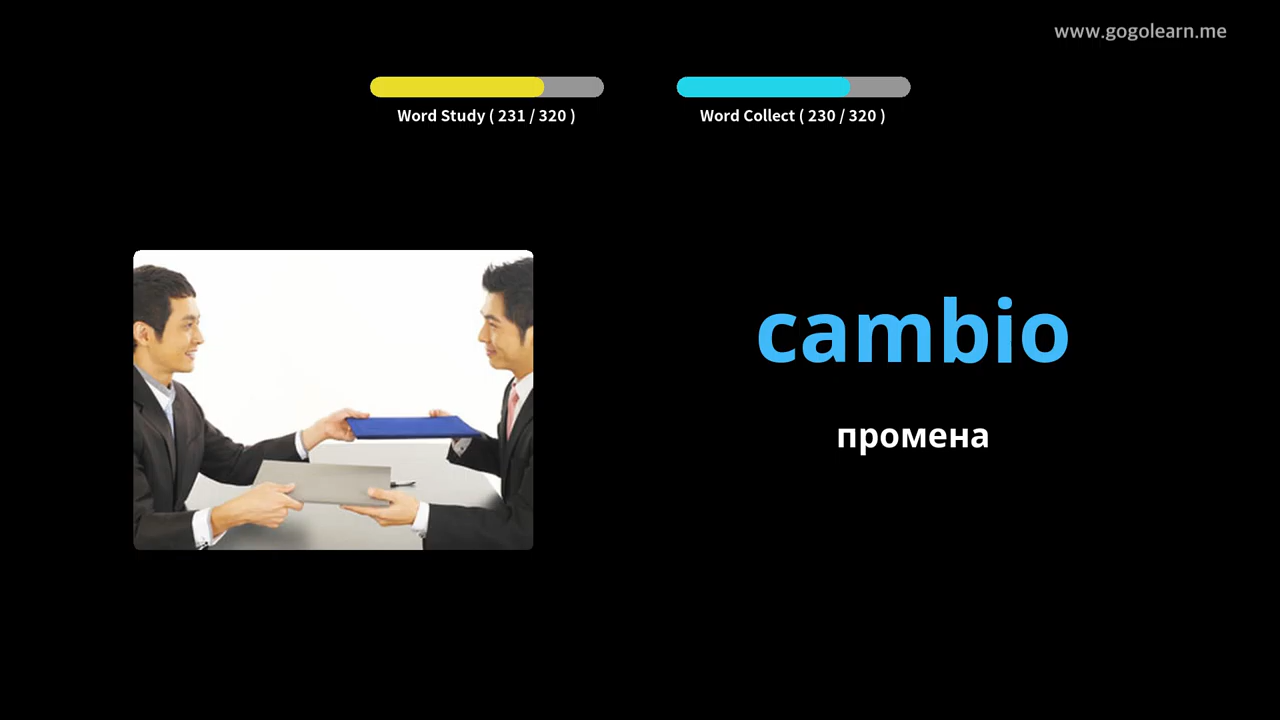 www.gogolearn.me
Word Study ( 231 / 320 )
Word Collect ( 230 / 320 )
cambio
промена